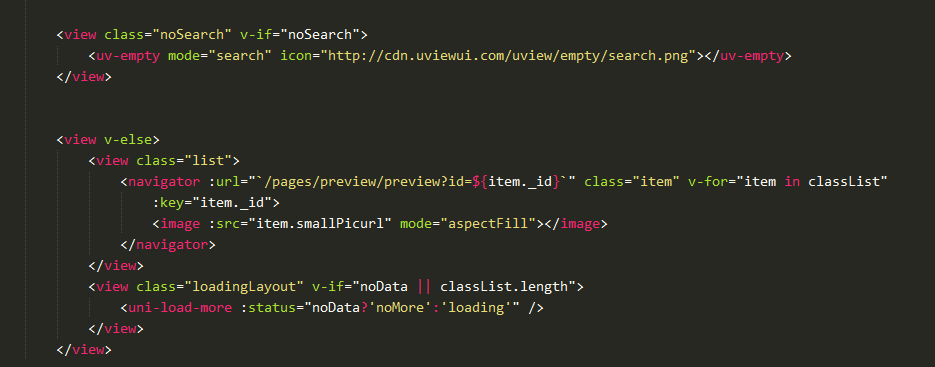 <view class="noSearch" v-if="noSearch">
<uv-empty mode="search" icon="http://cdn.uviewui.com/uview/empty/search.png"></uv-empty>
</view>
<view v-else>
<view class="list">
<navigator :url="`/pages/preview/preview?id=${item._id}`" class="item" v-for="item in classList"
:key="item._id">
<image :src="item.smallPicurl" mode="aspectFill"></image>
</navigator>
</view>
<view class="loadingLayout" v-if="noData || classList.length">
<uni-load-more :status="noData?'noMore':'loading'" />
</view>
</view>